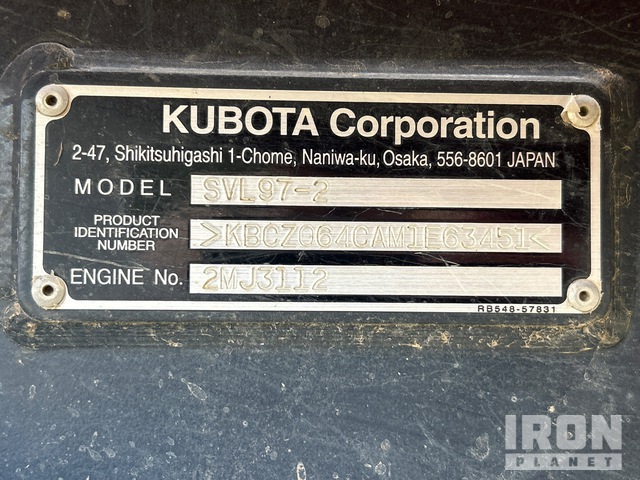 KUBOTA Corporation
2-47, Shikitsuhigashi 1-Chome, Naniwa-ku, Osaka, 556-8601 JAPAN
MODEL SVL97-2
PRODUCT
IDENTIFICATION
NUMBER >KBCZ064CAM1E63451<
ENGINE No. 2MJ3112
RB548-57831
IRON
PLANET